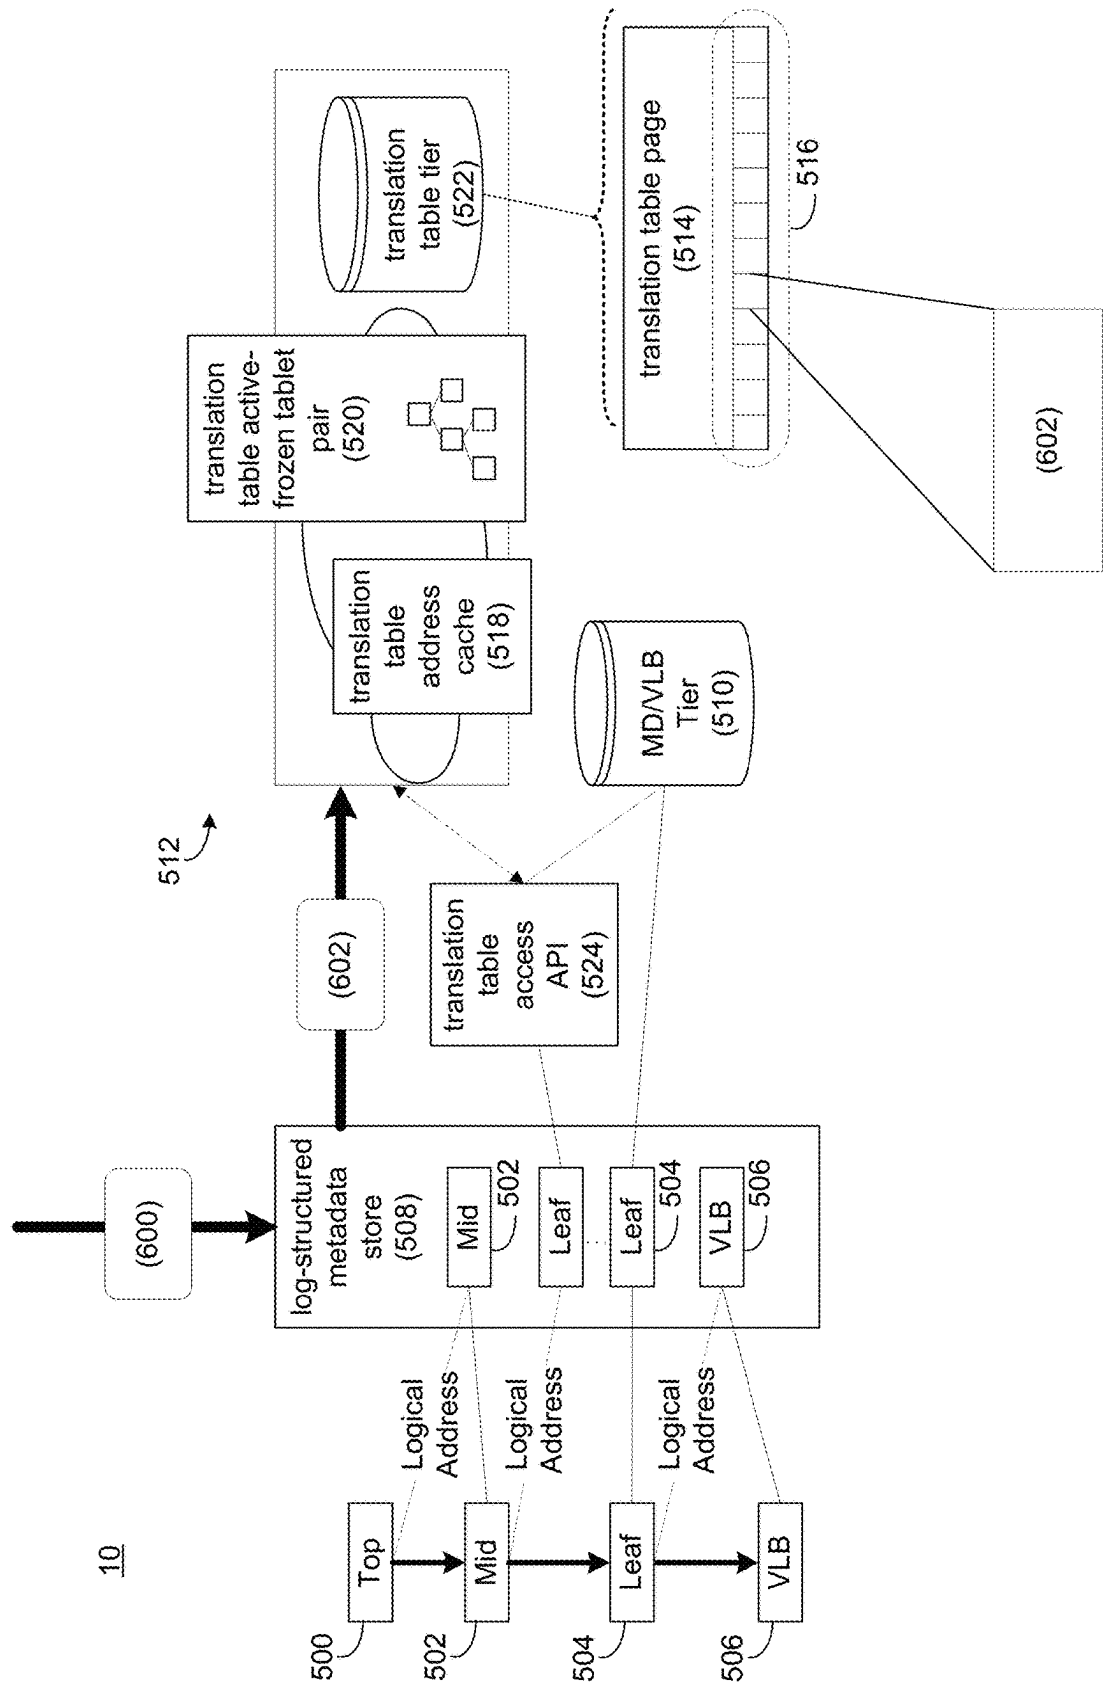 10
500
Top
502
Mid
504
Leaf
506
VLB
Logical
Address
Logical
Address
Logical
Address
(600)
log-structured
metadata
store
(508)
Mid
502
Leaf
Leaf
504
VLB
506
(602)
512
translation
table
access
API
(524)
MD/VLB
Tier
(510)
translation
table
address
cache
(518)
translation
table active-
frozen tablet
pair
(520)
translation
table tier
(522)
translation table page
(514)
516
(602)